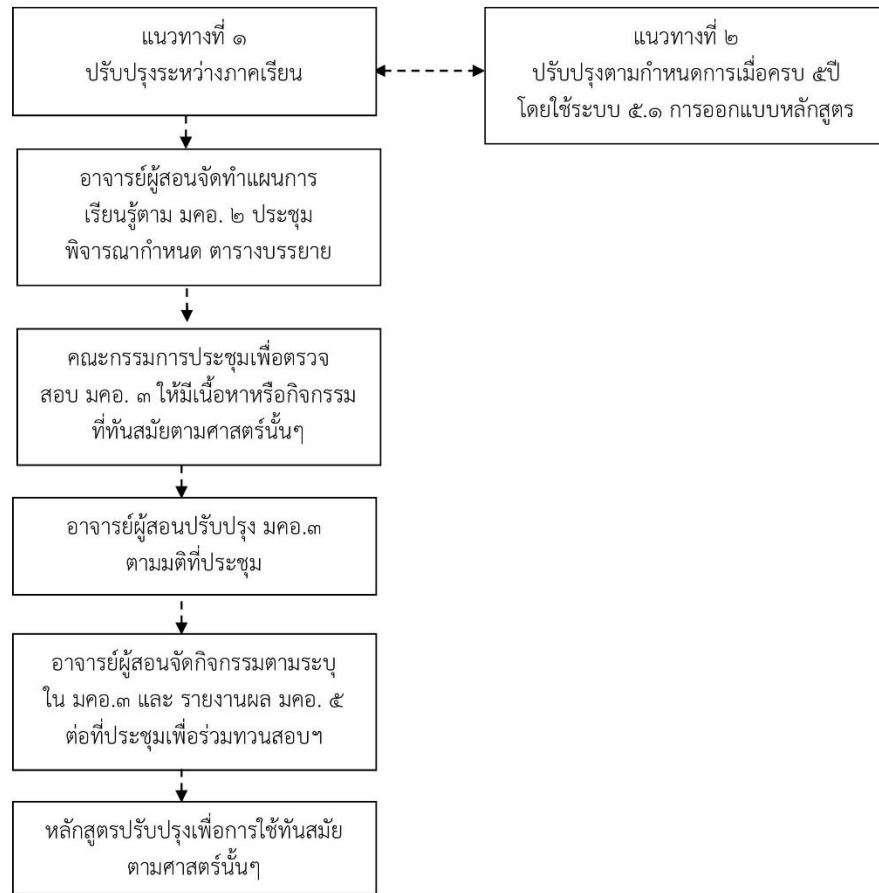 แนวทางที่ ๑
ปรับปรุงระหว่างภาคเรียน
แนวทางที่ ๒
ปรับปรุงตามกำหนดการเมื่อครบ ๕ปี
โดยใช้ระบบ ๕.๑ การออกแบบหลักสูตร
อาจารย์ผู้สอนจัดทำแผนการ
เรียนรู้ตาม มคอ. ๒ ประชุม
พิจารณากำหนด ตารางบรรยาย
คณะกรรมการประชุมเพื่อตรวจ
สอบ มคอ. ๓ ให้มีเนื้อหาหรือกิจกรรม
ที่ทันสมัยตามศาสตร์นั้นๆ
อาจารย์ผู้สอนปรับปรุง มคอ.๓
ตามมติที่ประชุม
อาจารย์ผู้สอนจัดกิจกรรมตามระบุ
ใน มคอ.๓ และ รายงานผล มคอ. ๕
ต่อที่ประชุมเพื่อร่วมทวนสอบฯ
หลักสูตรปรับปรุงเพื่อการใช้ทันสมัย
ตามศาสตร์นั้นๆ